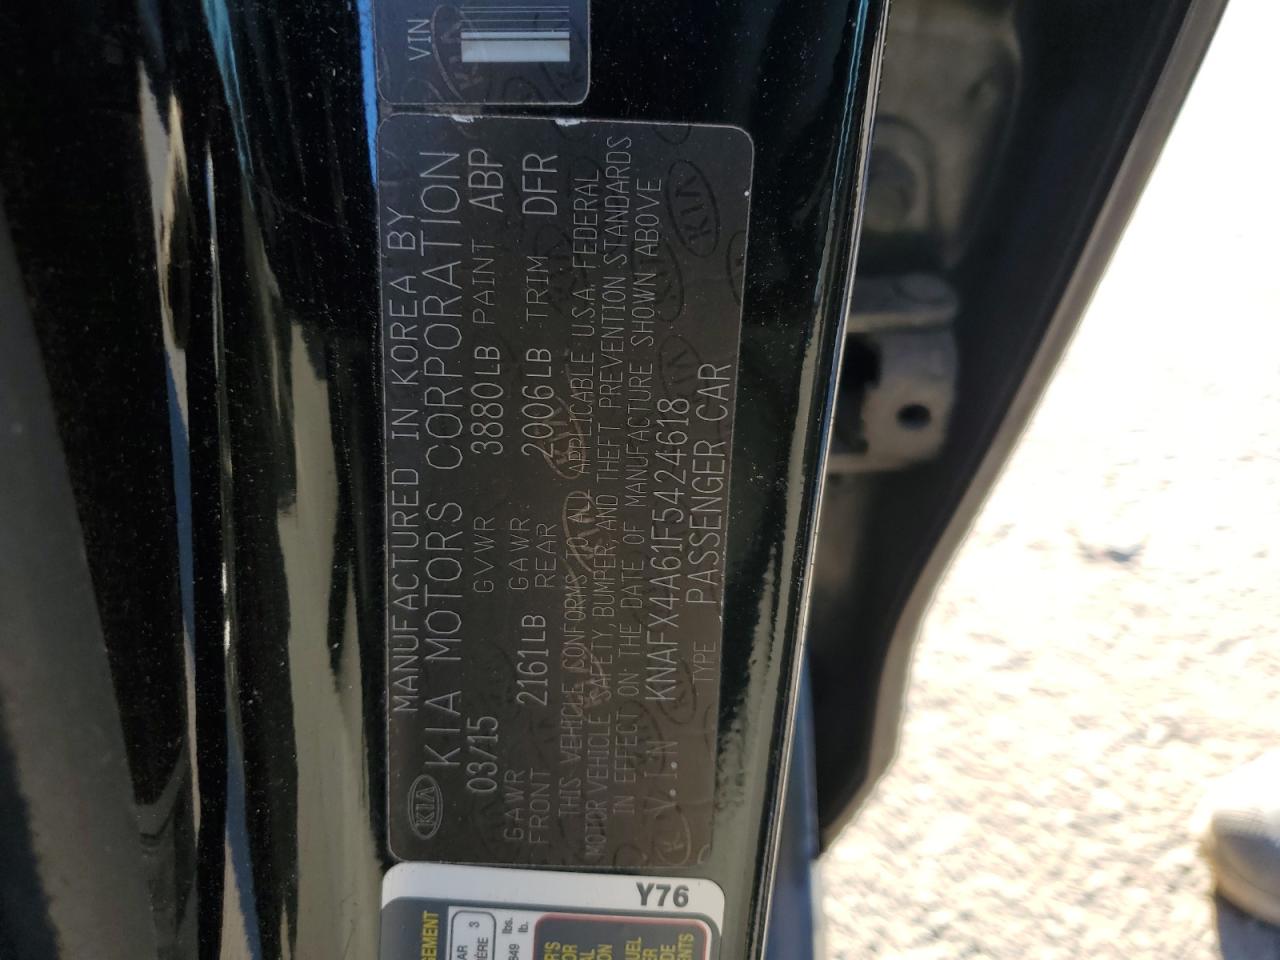 VIN
MANUFACTURED IN KOREA BY
KIA KIA MOTORS CORPORATION
03/15 GVWR 3880LB PAINT ABP
GAWR FRONT 2161LB GAWR REAR 2006LB TRIM DFR
THIS VEHICLE CONFORMS TO ALL APPLICABLE U.S.A. FEDERAL
MOTOR VEHICLE SAFETY, BUMPER, AND THEFT PREVENTION STANDARDS
IN EFFECT ON THE DATE OF MANUFACTURE SHOWN ABOVE
V.I.N KNAFX4A61F5424618
TYPE PASSENGER CAR
Y76